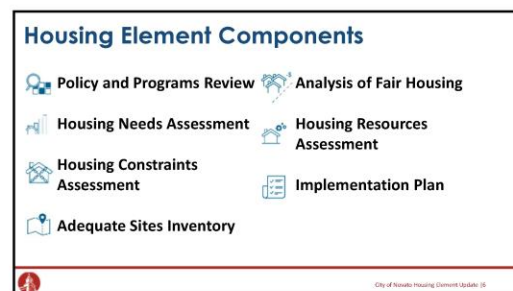 Housing Element Components
Policy and Programs Review
Housing Needs Assessment
Housing Constraints
Assessment
Adequate Sites Inventory
Analysis of Fair Housing
Housing Resources
Assessment
Implementation Plan
City of Novato Housing Element Update |6